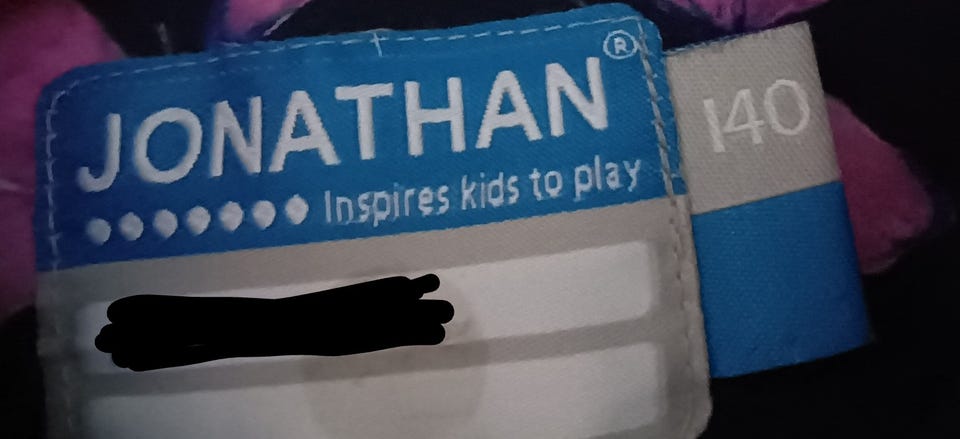 JONATHAN®
Inspires kids to play
140